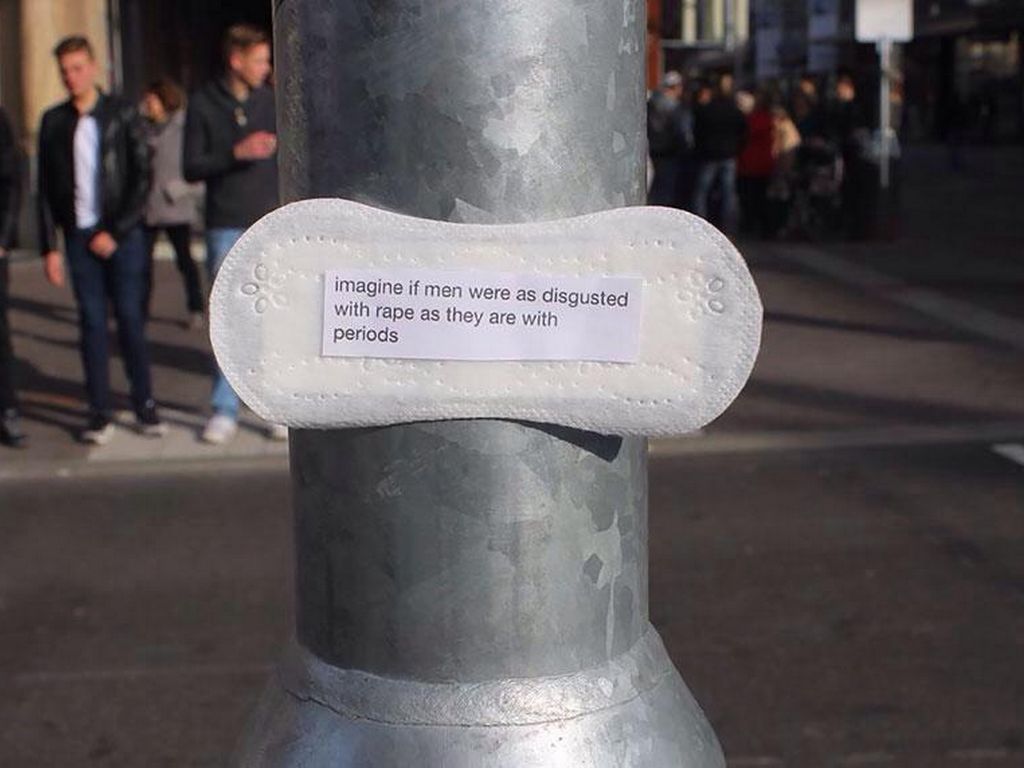 imagine if men were as disgusted
with rape as they are with
periods